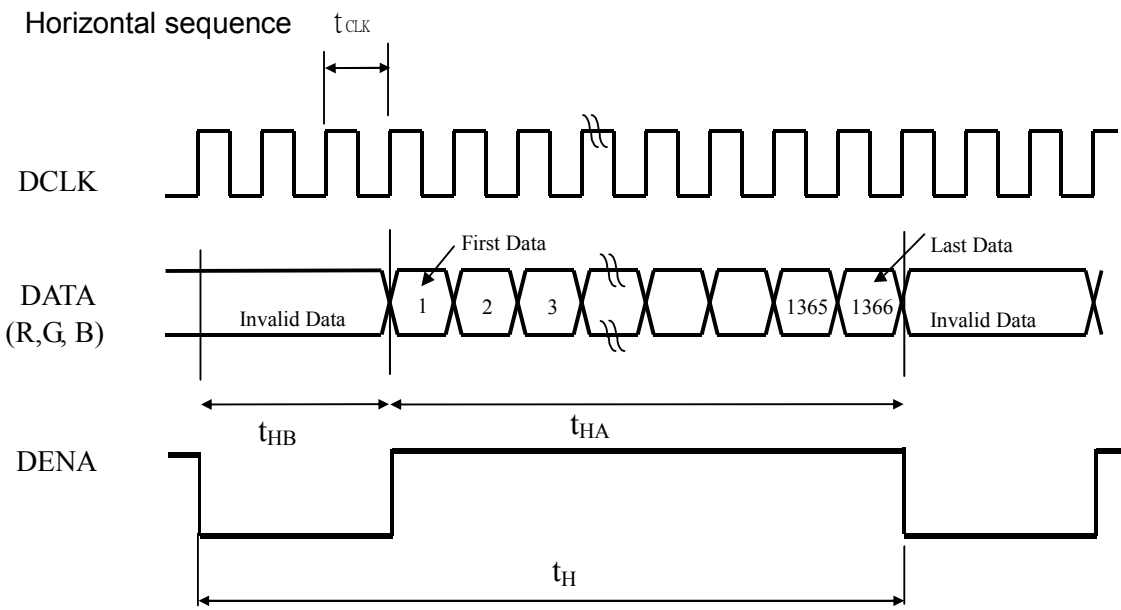 Horizontal sequence
tCLK
DCLK
First Data
Last Data
DATA
(R,G, B)
Invalid Data
1
2
3
1365
1366
Invalid Data
tHB
tHA
DENA
tH